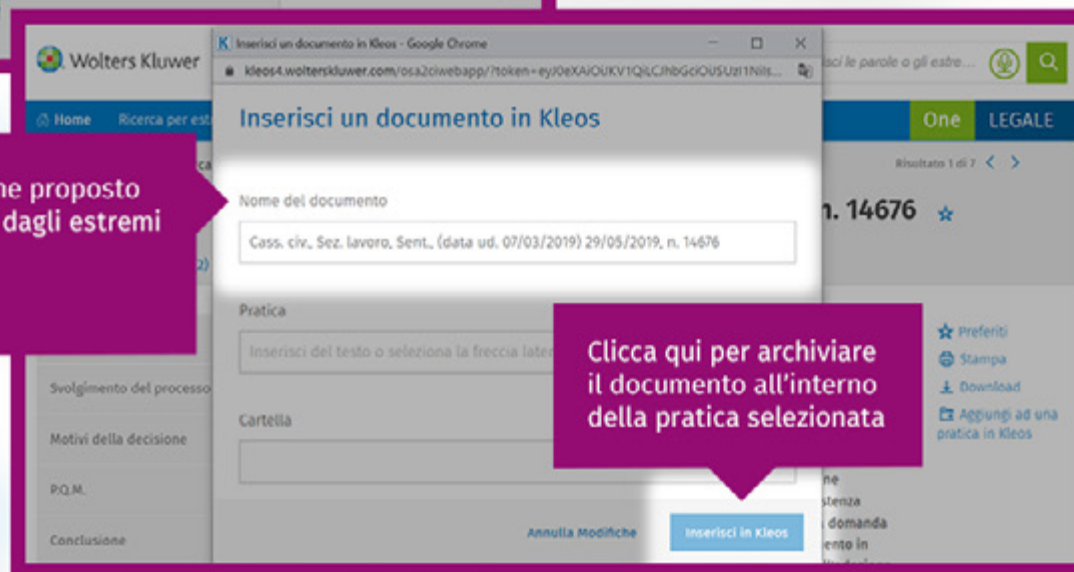 Inserisci un documento in Kleos - Google Chrome
Wolters Kluwer
One LEGALE
Home Ricerca per
Inserisci un documento in Kleos
Risultato 1 di 7
proposto
dagli estremi
Nome del documento
n. 14676
Cass. civ., Sez. lavoro, Sent., (data ud. 07/03/2019) 29/05/2019, n. 14676
Pratica
Inserisci del testo o seleziona la freccia
Clicca qui per archiviare
il documento all'interno
della pratica selezionata
Preferiti
Stampa
Download
Aggiungi ad una
pratica in Kleos
Svolgimento del processo
Cartella
Motivi della decisione
P.Q.M.
domanda
Annulla Modifiche
Inserisci in Kleos
Conclusione